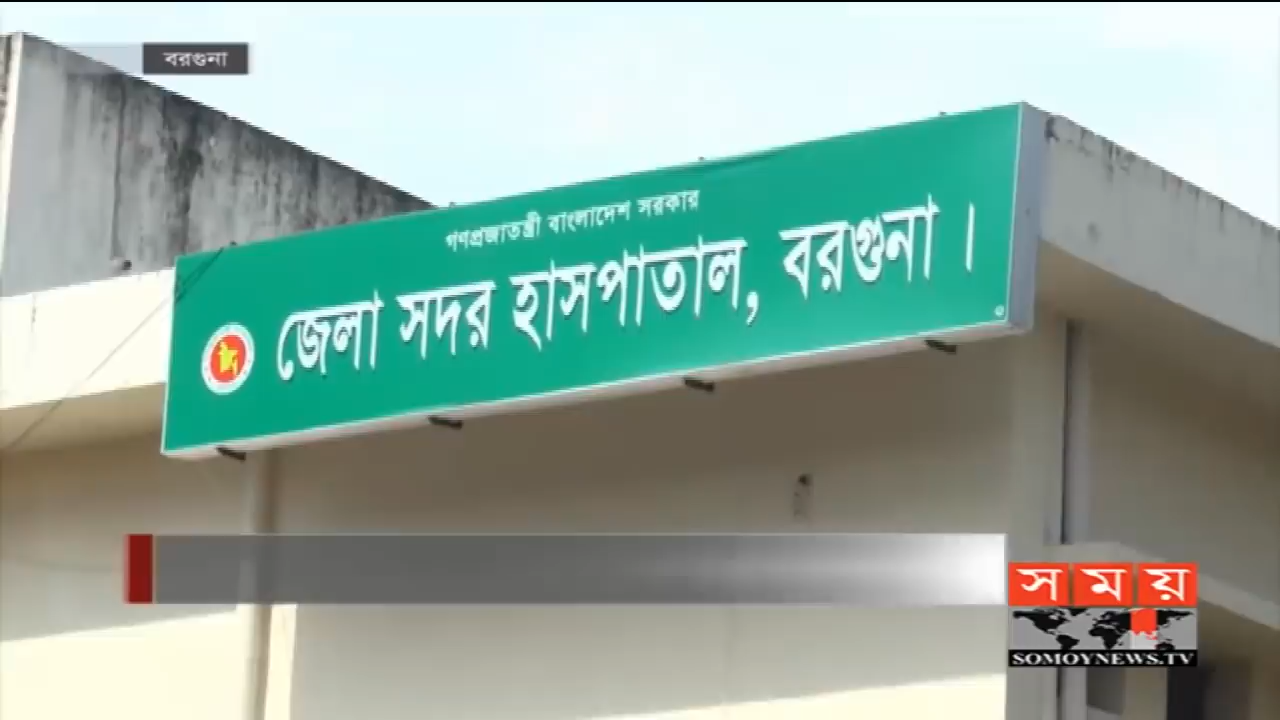 বরগুনা
গণপ্রজাতন্ত্রী বাংলাদেশ সরকার
জেলা সদর হাসপাতাল, বরগুনা।
সময়
SOMOYNEWS.TV